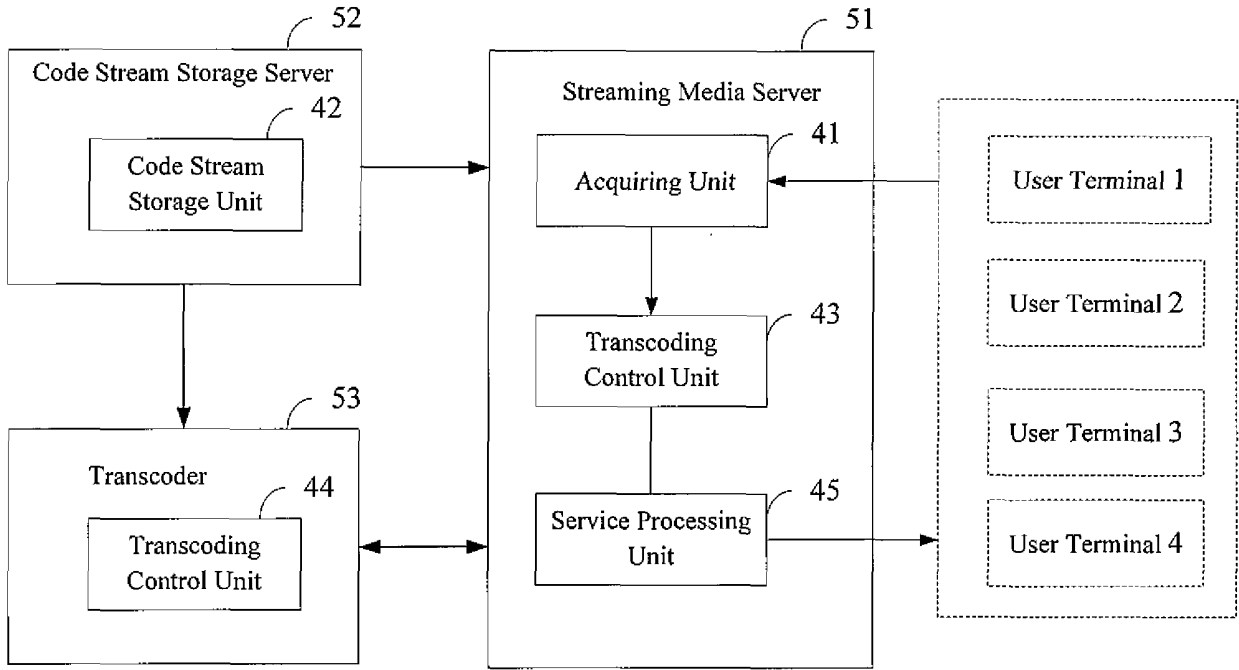 52
Code Stream Storage Server
42
Code Stream
Storage Unit
51
Streaming Media Server
41
Acquiring Unit
43
Transcoding
Control Unit
45
Service Processing
Unit
53
Transcoder
44
Transcoding
Control Unit
User Terminal 1
User Terminal 2
User Terminal 3
User Terminal 4